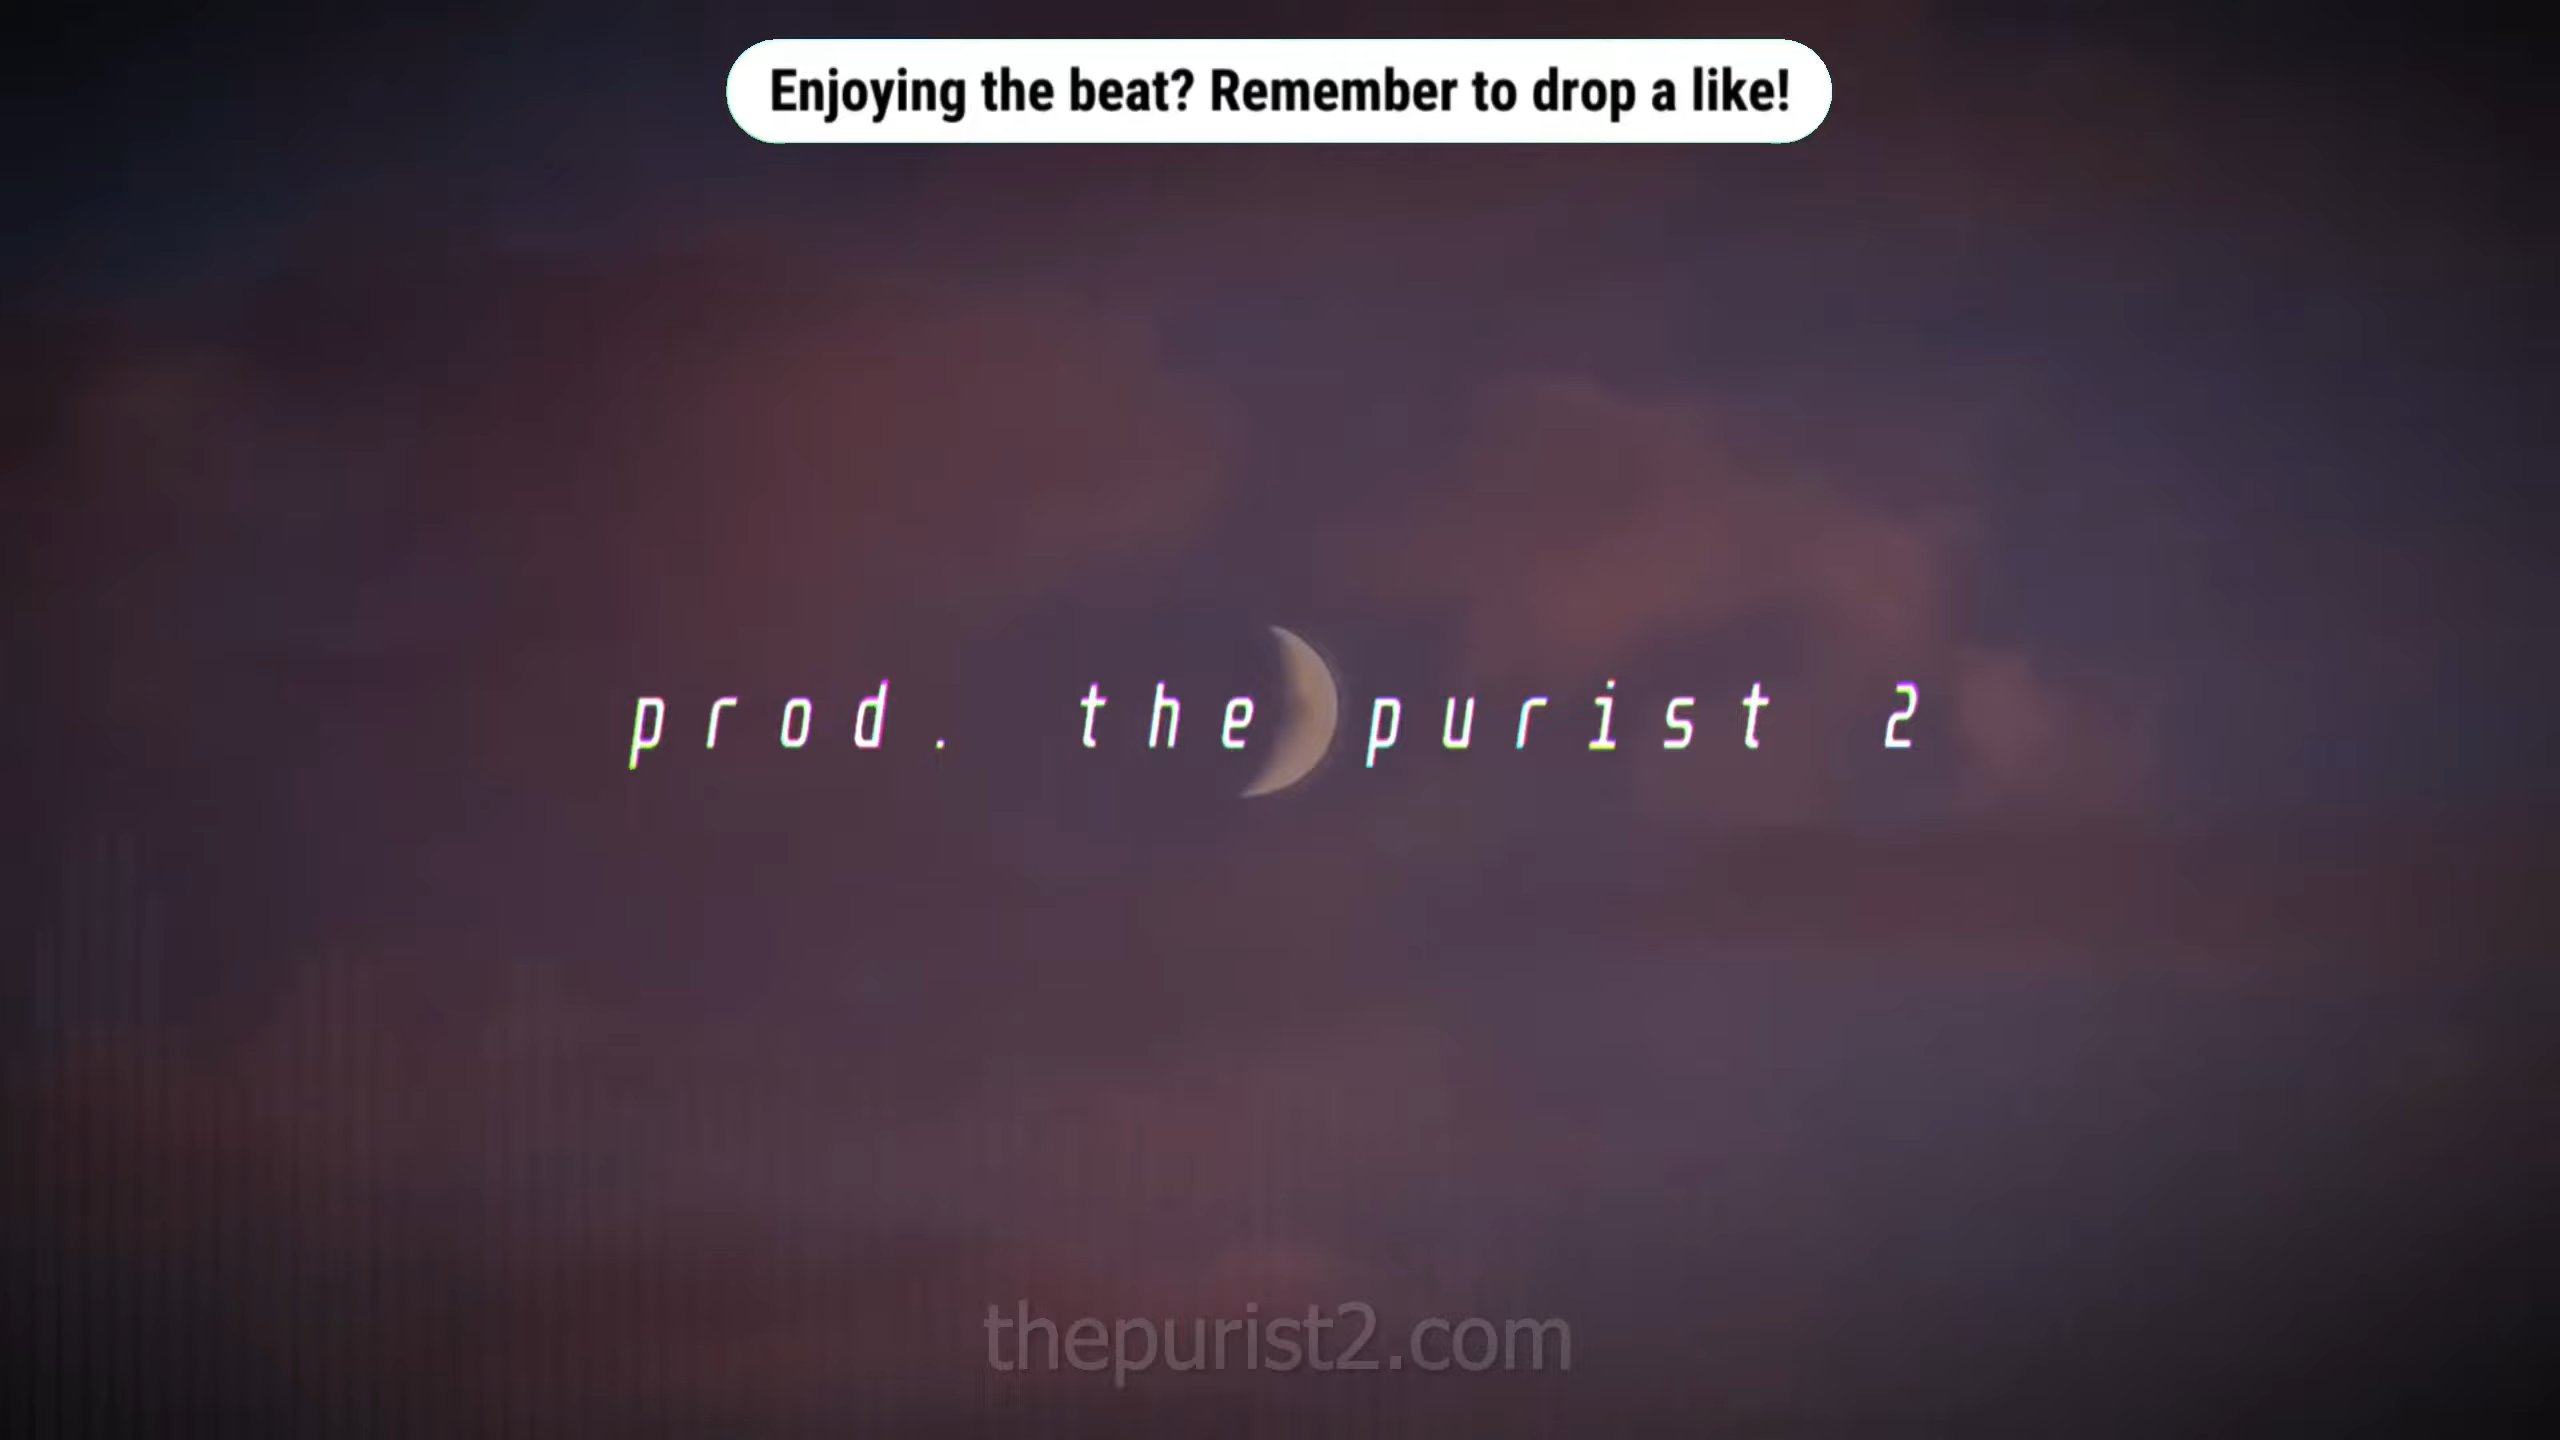 Enjoying the beat? Remember to drop a like!
prod. the purist 2
thepurist2.com